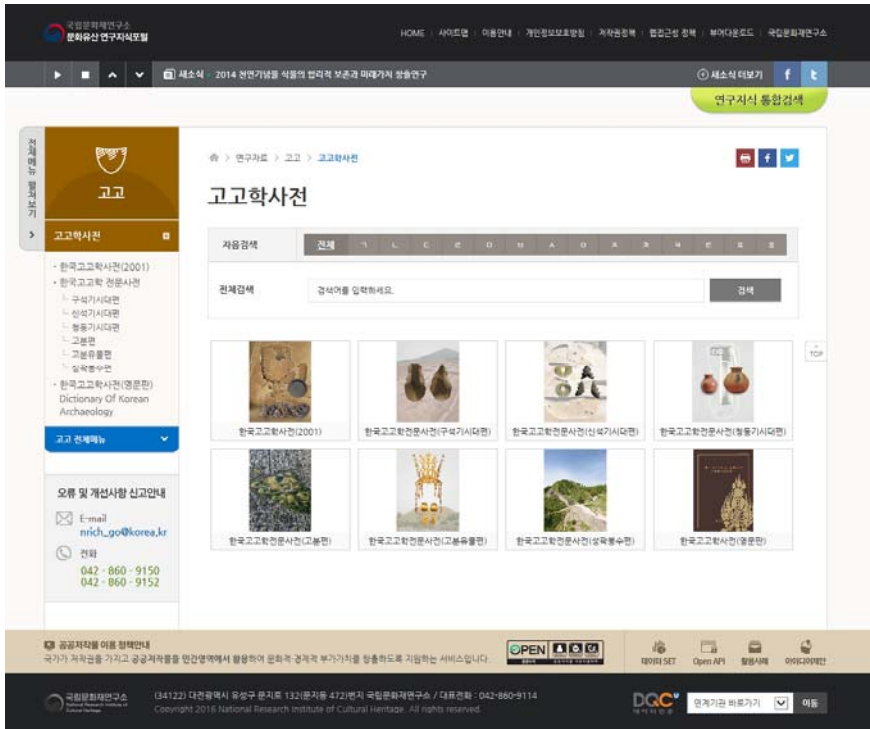 국립문화재연구소
문화유산 연구지식포털
HOME 사이트맵 이용안내 개인정보보호방침 저작권정책 웹접근성 정책 뷰어다운로드 국립문화재연구소
새소식 2014 천연기념물 식물의 합리적 보존과 미래가치 창출연구
새소식 더보기
연구지식 통합검색
전체메뉴 펼쳐보기
고고
연구자료 > 고고 > 고고학사전
고고학사전
고고학사전
자음검색 전체 ㄱ ㄴ ㄷ ㄹ ㅁ ㅂ ㅅ ㅇ ㅈ ㅊ ㅋ ㅌ ㅍ ㅎ
전체검색 검색어를 입력하세요. 검색
- 한국고고학사전(2001)
- 한국고고학 전문사전
구석기시대편
신석기시대편
청동기시대편
고분편
고분유물편
성곽봉수편
- 한국고고학사전(영문판)
Dictionary Of Korean
Archaeology
고고 전체메뉴
TOP
한국고고학사전(2001)
한국고고학전문사전(구석기시대편)
한국고고학전문사전(신석기시대편)
한국고고학전문사전(청동기시대편)
한국고고학전문사전(고분편)
한국고고학전문사전(고분유물편)
한국고고학전문사전(성곽봉수편)
한국고고학사전(영문판)
오류 및 개선사항 신고안내
E-mail
nrich_go@korea.kr
전화
042 - 860 - 9150
042 - 860 - 9152
공공저작물 이용 정책안내
국가가 저작권을 가지고 공공저작물을 민간영역에서 활용하여 문화적·경제적 부가가치를 창출하도록 지원하는 서비스입니다.
OPEN
데이터 SET Open API 활용사례 아이디어제안
국립문화재연구소
National Research Institute of
Cultural Heritage
(34122) 대전광역시 유성구 문지로 132(문지동 472)번지 국립문화재연구소 / 대표전화 : 042-860-9114
Copyright 2016 National Research Institute of Cultural Heritage. All rights reserved.
DQC
데이터인증
연계기관 바로가기 이동